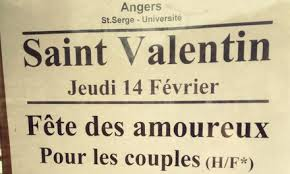 Angers
St.Serge - Université
Saint Valentin
Jeudi 14 Février
Fête des amoureux
Pour les couples (H/F*)